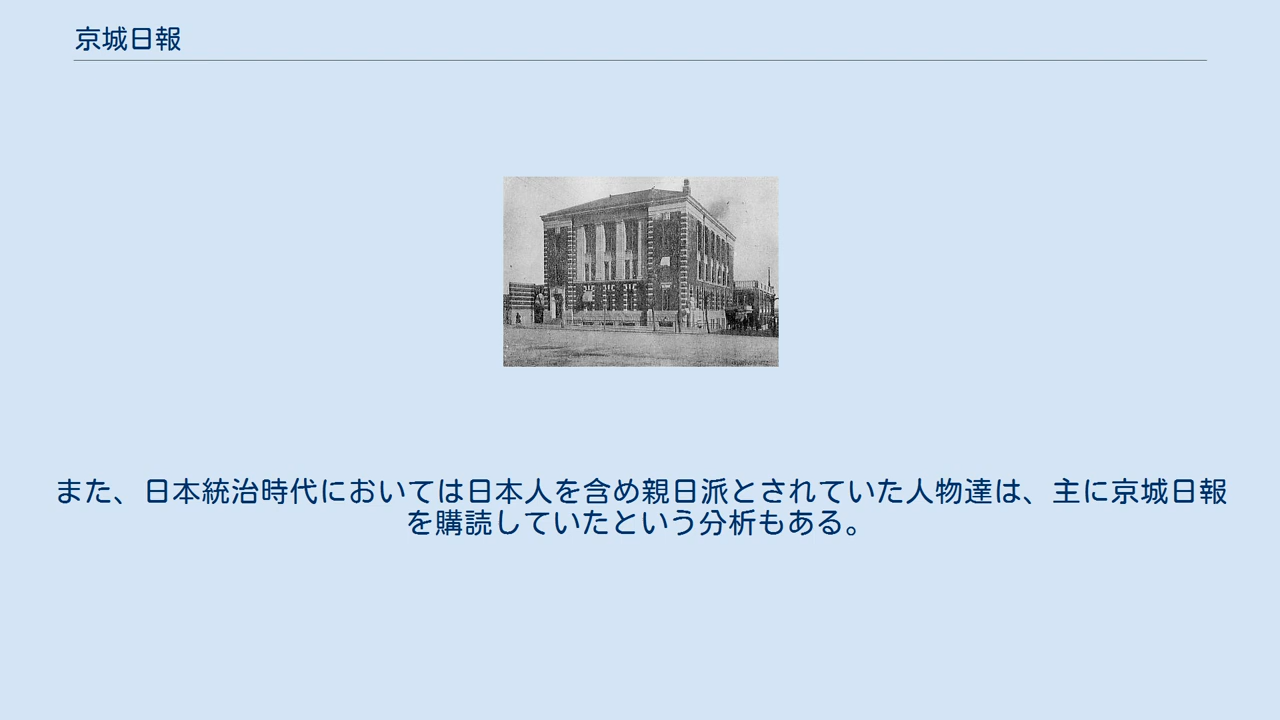 京城日報
また、日本統治時代においては日本人を含め親日派とされていた人物達は、主に京城日報
を購読していたという分析もある。